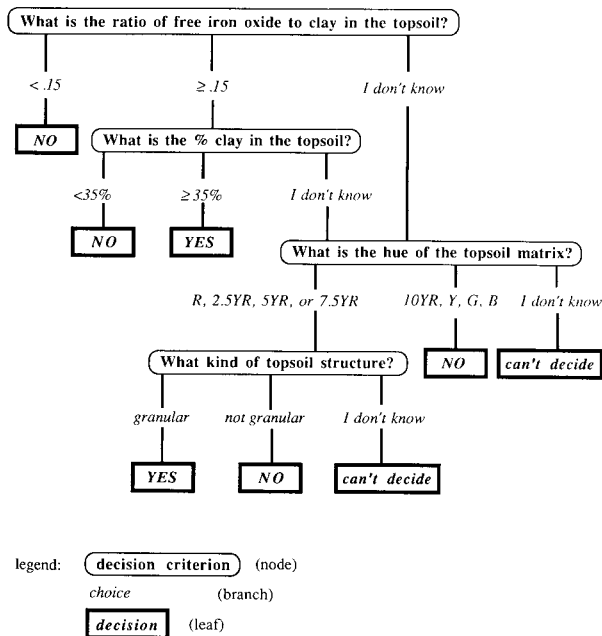 What is the ratio of free iron oxide to clay in the topsoil?
< .15
≥ .15
I don't know
NO
What is the % clay in the topsoil?
<35%
≥35%
I don't know
NO
YES
What is the hue of the topsoil matrix?
R, 2.5YR, 5YR, or 7.5YR
10YR, Y, G, B
I don't know
What kind of topsoil structure?
NO
can't decide
granular
not granular
I don't know
YES
NO
can't decide
legend:
decision criterion
(node)
choice
(branch)
decision
(leaf)